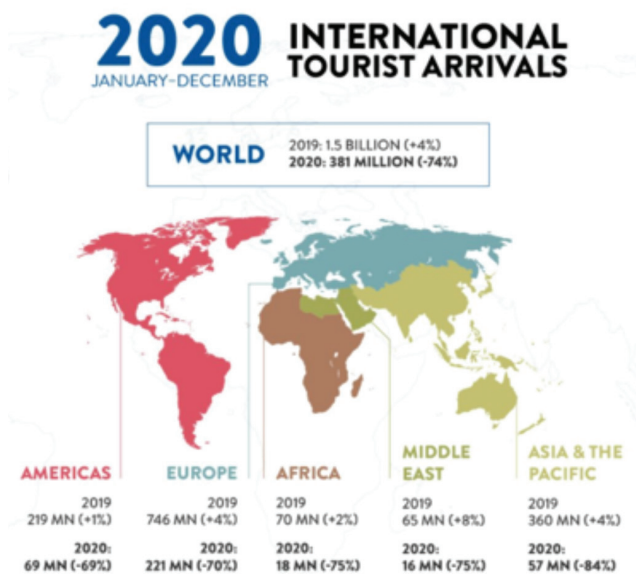 2020
JANUARY-DECEMBER
INTERNATIONAL
TOURIST ARRIVALS
WORLD
2019: 1.5 BILLION (+4%)
2020: 381 MILLION (-74%)
AMERICAS
2019
219 MN (+1%)
2020:
69 MN (-69%)
EUROPE
2019
746 MN (+4%)
2020:
221 MN (-70%)
AFRICA
2019
70 MN (+2%)
2020:
18 MN (-75%)
MIDDLE
EAST
2019
65 MN (+8%)
2020:
16 MN (-75%)
ASIA & THE
PACIFIC
2019
360 MN (+4%)
2020:
57 MN (-84%)